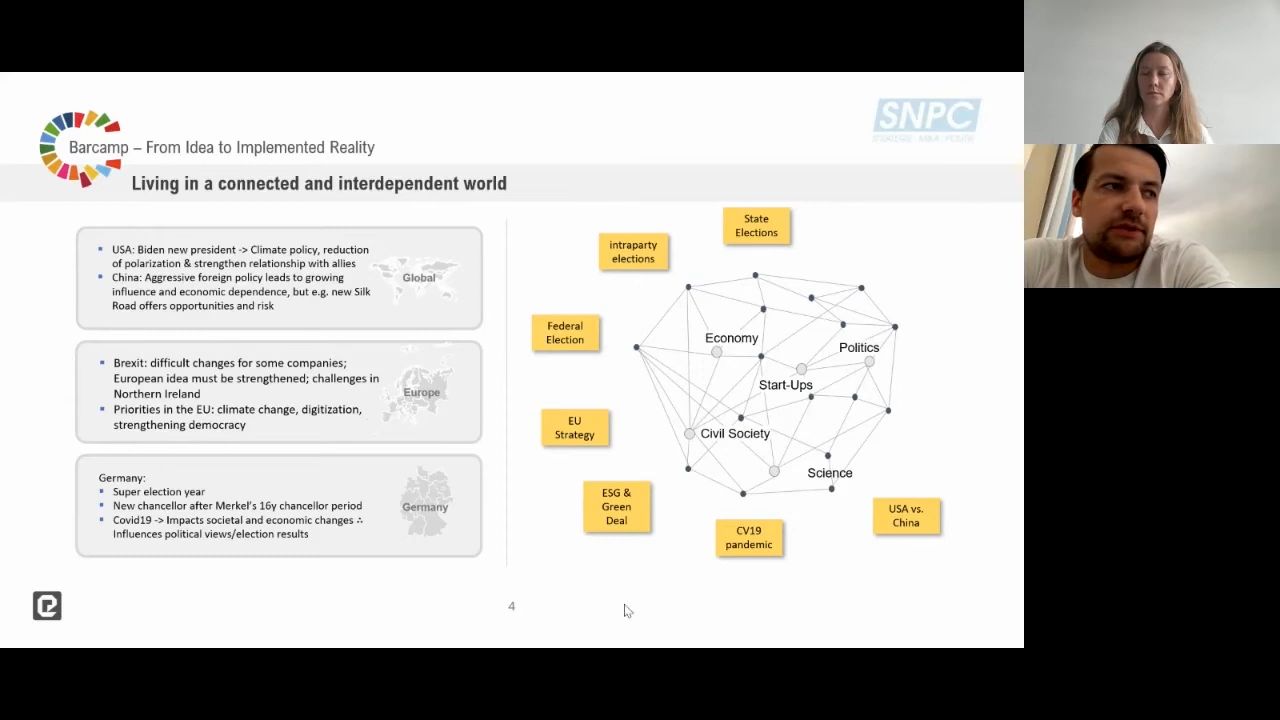 SNPC
Barcamp – From Idea to Implemented Reality
Living in a connected and interdependent world
USA: Biden new president -> Climate policy, reduction
of polarization & strengthen relationship with allies
China: Aggressive foreign policy leads to growing
influence and economic dependence, but e.g. new Silk
Road offers opportunities and risk
Global
Brexit: difficult changes for some companies;
European idea must be strengthened; challenges in
Northern Ireland
Priorities in the EU: climate change, digitization,
strengthening democracy
Europe
Germany:
Super election year
New chancellor after Merkel's 16y chancellor period
Covid19 -> Impacts societal and economic changes ∴
Influences political views/election results
Germany
State
Elections
intraparty
elections
Federal
Election
EU
Strategy
ESG &
Green
Deal
CV19
pandemic
USA vs.
China
Economy
Politics
Start-Ups
Civil Society
Science
4